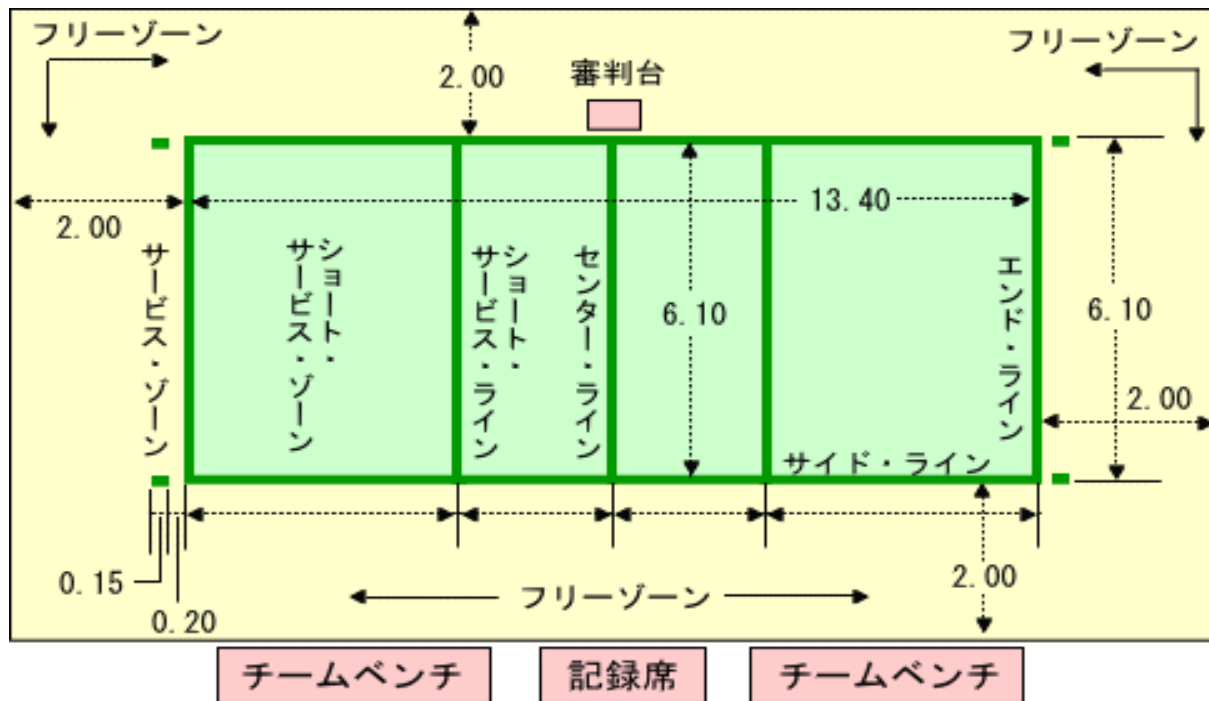 フリーゾーン
2.00
審判台
フリーゾーン
13.40
2.00
サービス・ゾーン
ショート・
サービス・ゾーン
ショート・
サービス・ライン
センター・ライン
6.10
エンド・ライン
6.10
2.00
サイド・ライン
0.15
0.20
フリーゾーン
2.00
チームベンチ
記録席
チームベンチ